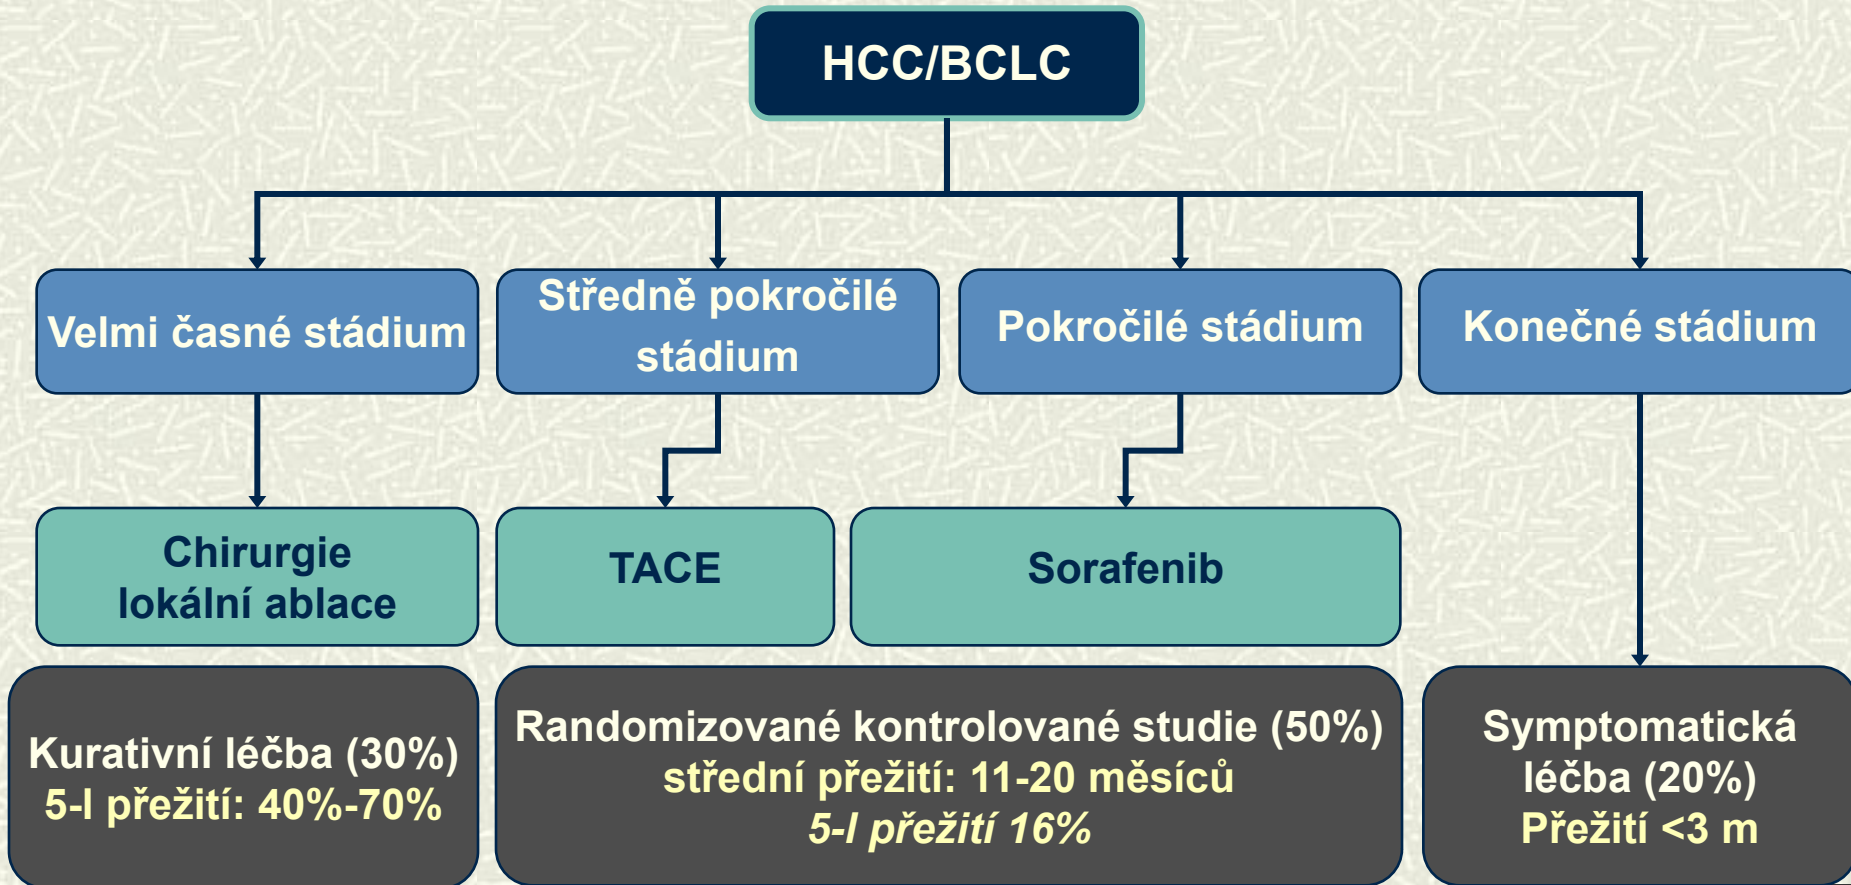 HCC/BCLC
Velmi časné stádium
Středně pokročilé
stádium
Pokročilé stádium
Konečné stádium
Chirurgie
lokální ablace
TACE
Sorafenib
Kurativní léčba (30%)
5-l přežití: 40%-70%
Randomizované kontrolované studie (50%)
střední přežití: 11-20 měsíců
5-l přežití 16%
Symptomatická
léčba (20%)
Přežití <3 m